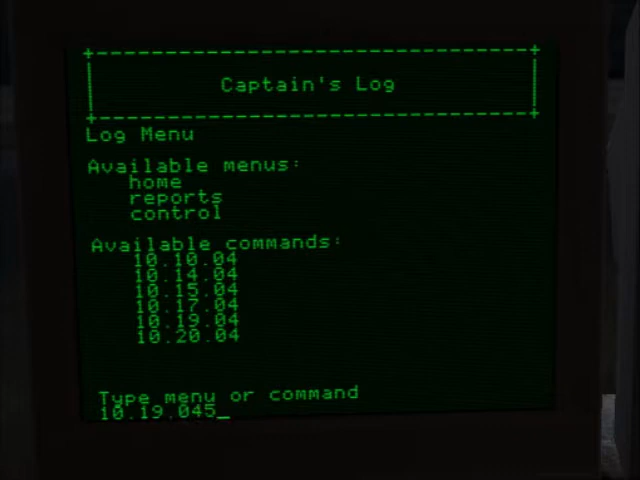 Captain's Log
Log Menu
Available menus:
home
reports
control
Available commands:
10.10.04
10.14.04
10.15.04
10.17.04
10.19.04
10.20.04
Type menu or command
10.19.045_